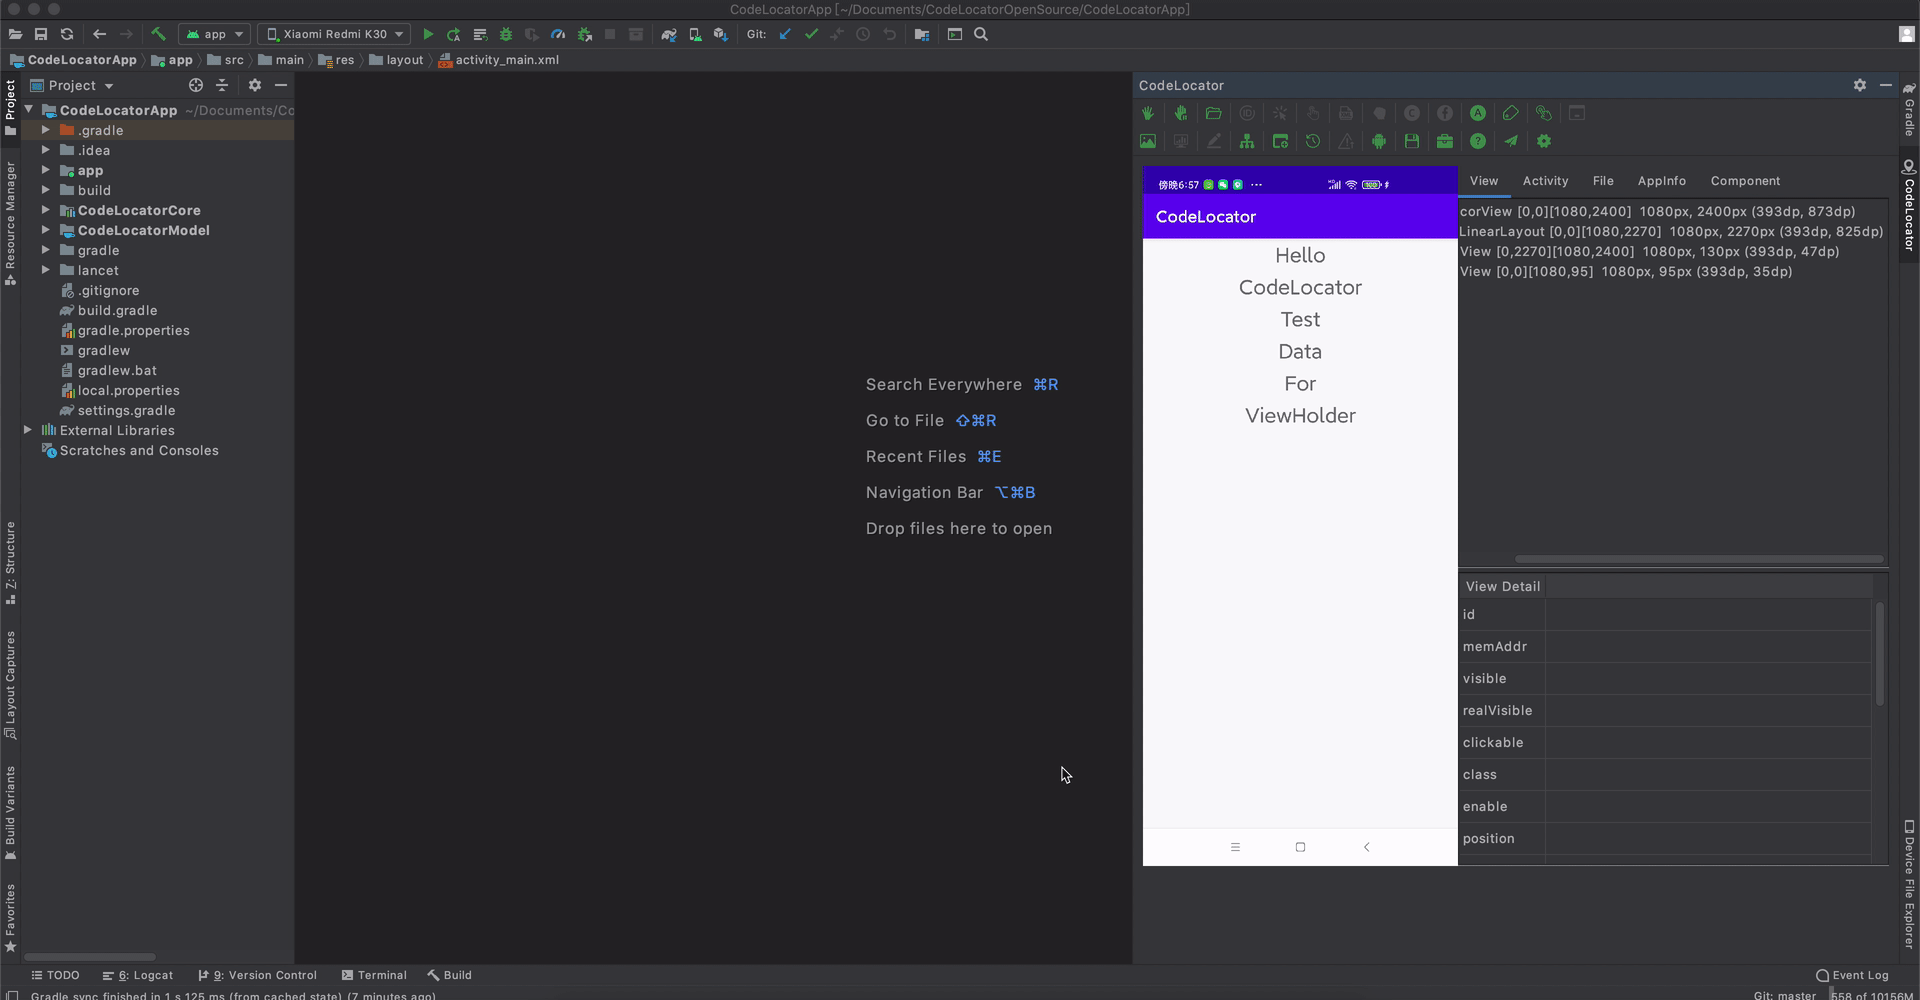 CodeLocatorApp [~/Documents/CodeLocatorOpenSource/CodeLocatorApp]
app
Xiaomi Redmi K30
Git:
CodeLocatorApp
app
src
main
res
layout
activity_main.xml
Project
CodeLocatorApp ~/Documents/Co
.gradle
.idea
app
build
CodeLocatorCore
CodeLocatorModel
gradle
lancet
.gitignore
build.gradle
gradle.properties
gradlew
gradlew.bat
local.properties
settings.gradle
External Libraries
Scratches and Consoles
Project
Resource Manager
Z: Structure
Layout Captures
Build Variants
Favorites
Search Everywhere ⌘R
Go to File ⇧⌘R
Recent Files ⌘E
Navigation Bar ⌥⌘B
Drop files here to open
CodeLocator
傍晚6:57
CodeLocator
Hello
CodeLocator
Test
Data
For
ViewHolder
View Activity File AppInfo Component
corView [0,0][1080,2400] 1080px, 2400px (393dp, 873dp)
LinearLayout [0,0][1080,2270] 1080px, 2270px (393dp, 825dp)
View [0,2270][1080,2400] 1080px, 130px (393dp, 47dp)
View [0,0][1080,95] 1080px, 95px (393dp, 35dp)
View Detail
id
memAddr
visible
realVisible
clickable
class
enable
position
Gradle
CodeLocator
Device File Explorer
TODO
6: Logcat
9: Version Control
Terminal
Build
Event Log
Gradle sync finished in 1 s 125 ms (from cached state) (7 minutes ago)
Git: master
558 of 10156M